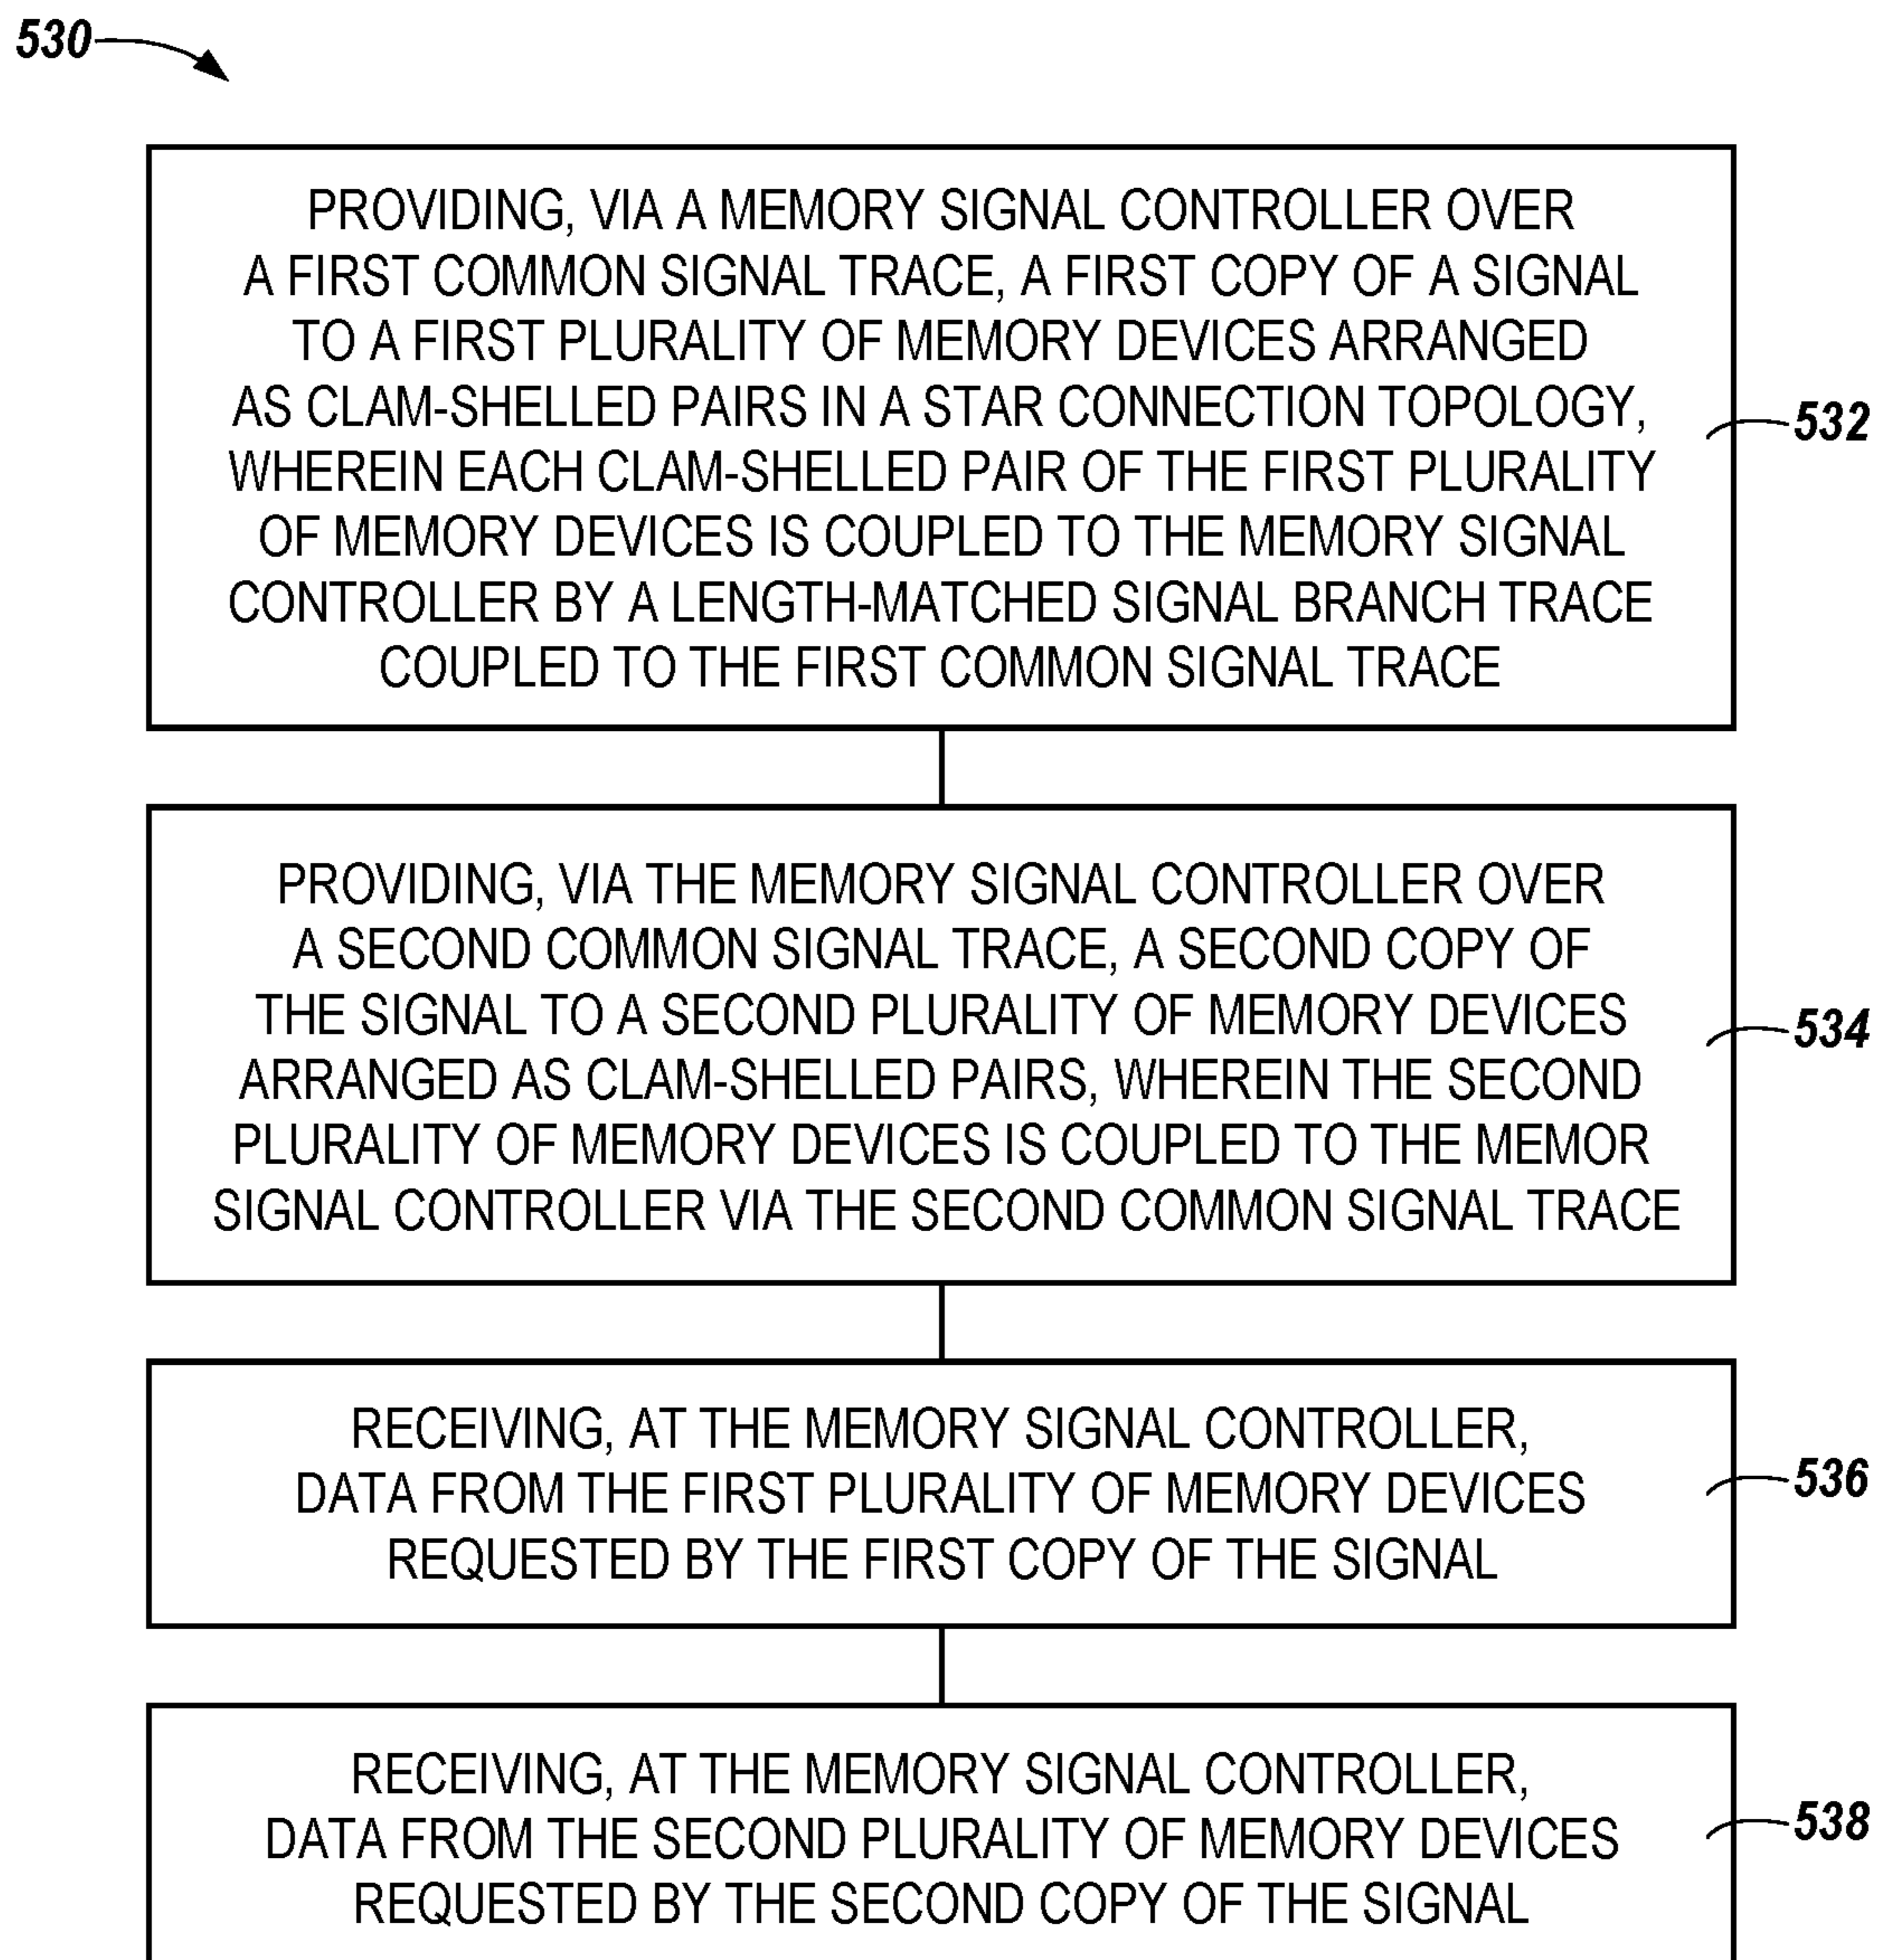 530
PROVIDING, VIA A MEMORY SIGNAL CONTROLLER OVER
A FIRST COMMON SIGNAL TRACE, A FIRST COPY OF A SIGNAL
TO A FIRST PLURALITY OF MEMORY DEVICES ARRANGED
AS CLAM-SHELLED PAIRS IN A STAR CONNECTION TOPOLOGY,
WHEREIN EACH CLAM-SHELLED PAIR OF THE FIRST PLURALITY
OF MEMORY DEVICES IS COUPLED TO THE MEMORY SIGNAL
CONTROLLER BY A LENGTH-MATCHED SIGNAL BRANCH TRACE
COUPLED TO THE FIRST COMMON SIGNAL TRACE
532
PROVIDING, VIA THE MEMORY SIGNAL CONTROLLER OVER
A SECOND COMMON SIGNAL TRACE, A SECOND COPY OF
THE SIGNAL TO A SECOND PLURALITY OF MEMORY DEVICES
ARRANGED AS CLAM-SHELLED PAIRS, WHEREIN THE SECOND
PLURALITY OF MEMORY DEVICES IS COUPLED TO THE MEMOR
SIGNAL CONTROLLER VIA THE SECOND COMMON SIGNAL TRACE
534
RECEIVING, AT THE MEMORY SIGNAL CONTROLLER,
DATA FROM THE FIRST PLURALITY OF MEMORY DEVICES
REQUESTED BY THE FIRST COPY OF THE SIGNAL
536
RECEIVING, AT THE MEMORY SIGNAL CONTROLLER,
DATA FROM THE SECOND PLURALITY OF MEMORY DEVICES
REQUESTED BY THE SECOND COPY OF THE SIGNAL
538